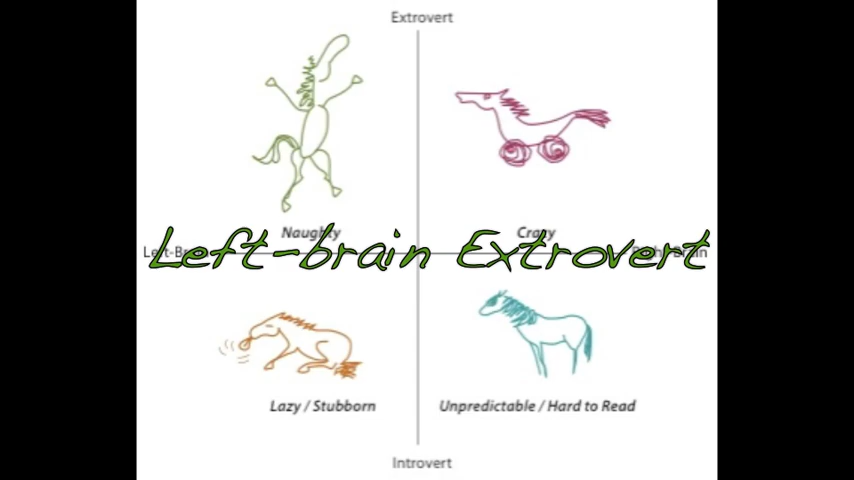 Extrovert
Naughty
Crazy
Left-brain Extrovert
Lazy / Stubborn
Unpredictable / Hard to Read
Introvert